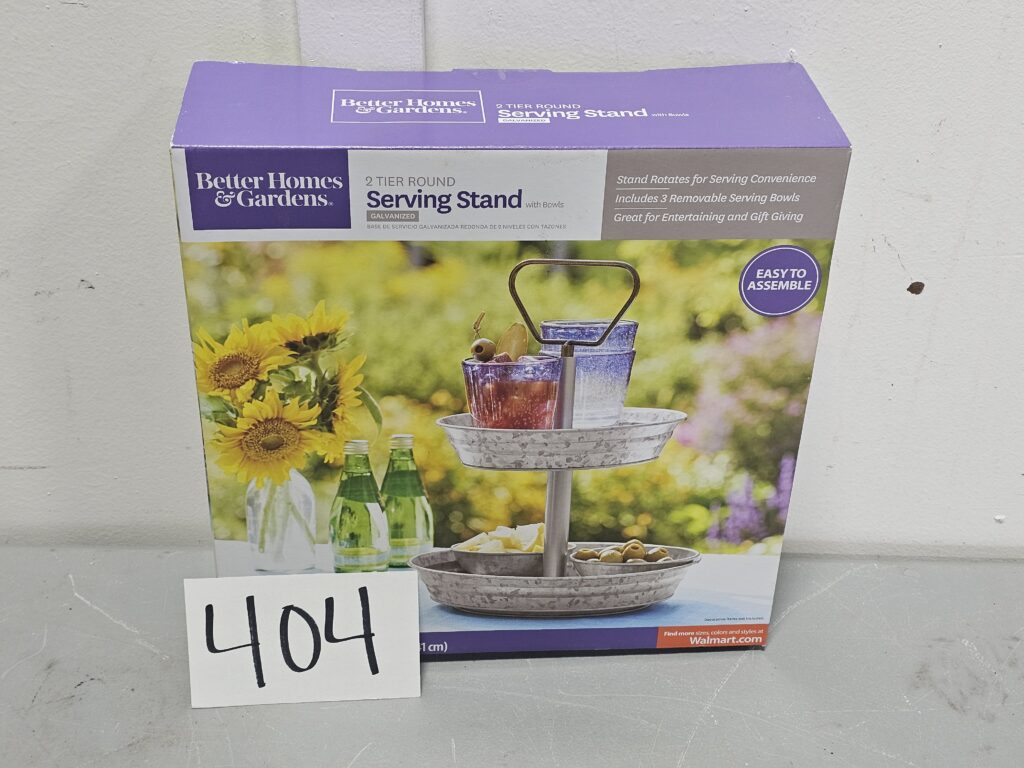 Better Homes
& Gardens®
2 TIER ROUND
Serving Stand with Bowls
GALVANIZED
Better Homes
& Gardens®
2 TIER ROUND
Serving Stand with Bowls
GALVANIZED
BASE DE SERVICIO GALVANIZADA REDONDA DE 2 NIVELES CON TAZONES
Stand Rotates for Serving Convenience
Includes 3 Removable Serving Bowls
Great for Entertaining and Gift Giving
EASY TO
ASSEMBLE
404
1 cm)
Find more sizes, colors and styles at
Walmart.com